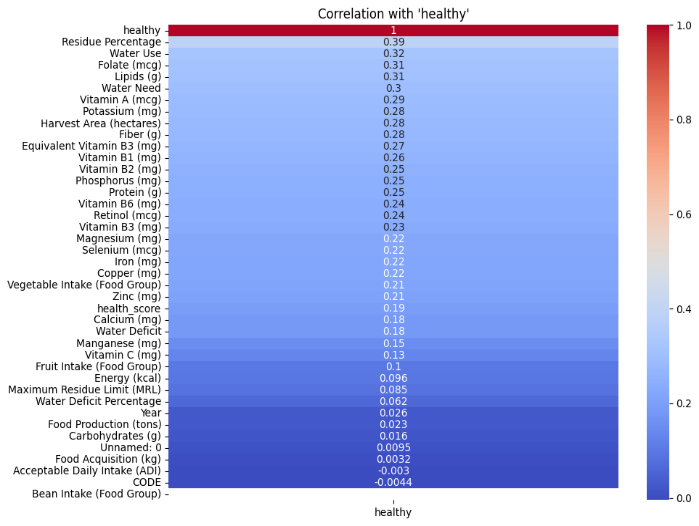 Correlation with 'healthy'
healthy 1
Residue Percentage 0.39
Water Use 0.32
Folate (mcg) 0.31
Lipids (g) 0.31
Water Need 0.3
Vitamin A (mcg) 0.29
Potassium (mg) 0.28
Harvest Area (hectares) 0.28
Fiber (g) 0.28
Equivalent Vitamin B3 (mg) 0.27
Vitamin B1 (mg) 0.26
Vitamin B2 (mg) 0.25
Phosphorus (mg) 0.25
Protein (g) 0.25
Vitamin B6 (mg) 0.24
Retinol (mcg) 0.24
Vitamin B3 (mg) 0.23
Magnesium (mg) 0.22
Selenium (mcg) 0.22
Iron (mg) 0.22
Copper (mg) 0.22
Vegetable Intake (Food Group) 0.21
Zinc (mg) 0.21
health_score 0.19
Calcium (mg) 0.18
Water Deficit 0.18
Manganese (mg) 0.15
Vitamin C (mg) 0.13
Fruit Intake (Food Group) 0.1
Energy (kcal) 0.096
Maximum Residue Limit (MRL) 0.085
Water Deficit Percentage 0.062
Year 0.026
Food Production (tons) 0.023
Carbohydrates (g) 0.016
Unnamed: 0 0.0095
Food Acquisition (kg) 0.0032
Acceptable Daily Intake (ADI) -0.003
CODE -0.0044
Bean Intake (Food Group)
healthy
1.0
0.8
0.6
0.4
0.2
0.0